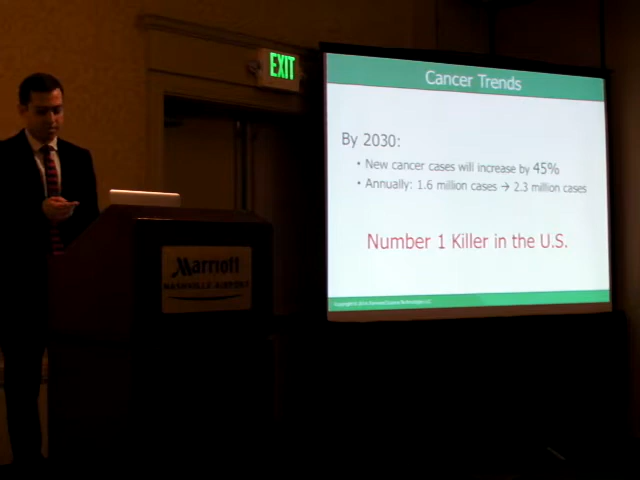 EXIT
Cancer Trends
By 2030:
• New cancer cases will increase by 45%
• Annually: 1.6 million cases → 2.3 million cases
Number 1 Killer in the U.S.
Marriott
NASHVILLE AIRPORT